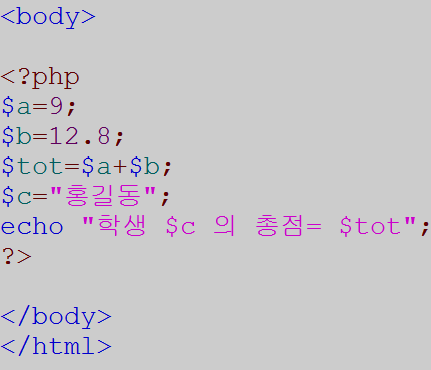 <body>
<?php
$a=9;
$b=12.8;
$tot=$a+$b;
$c="홍길동";
echo "학생 $c 의 총점= $tot";
?>
</body>
</html>